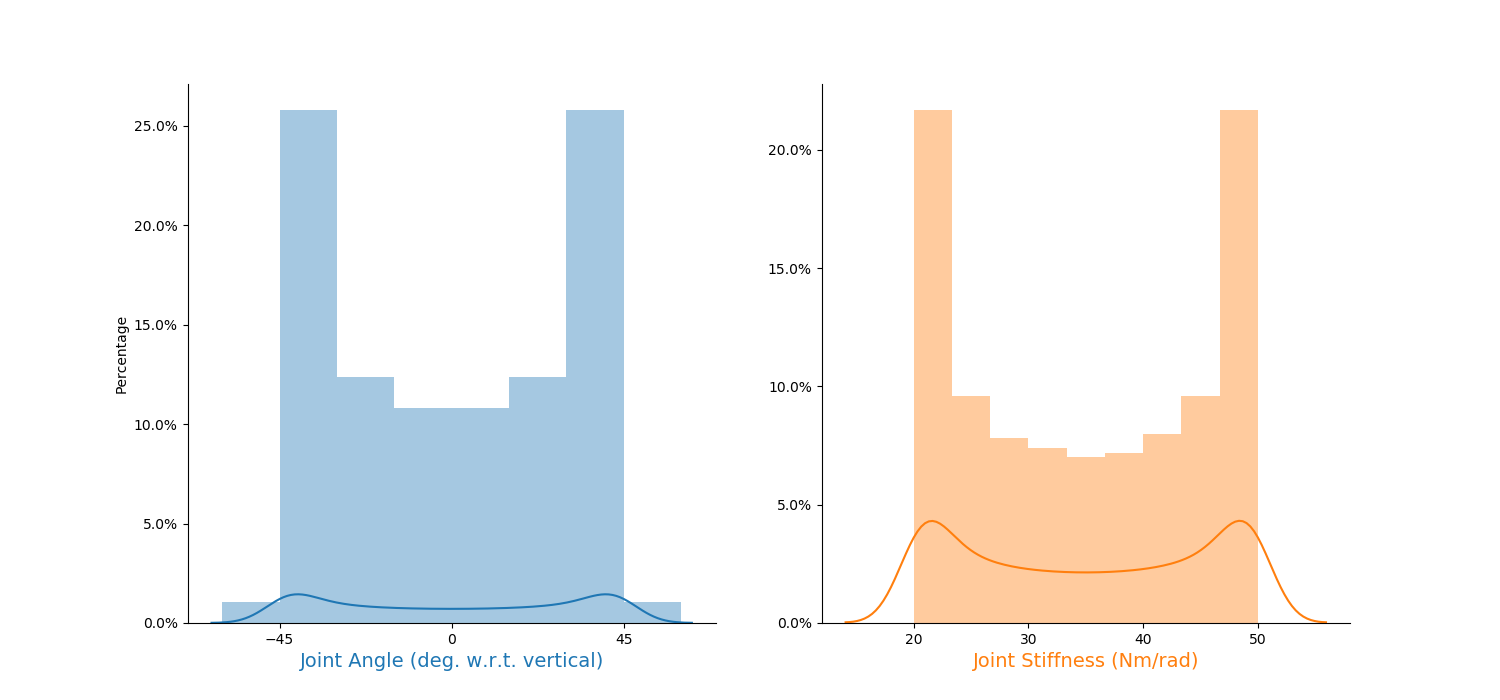 Percentage
25.0%
20.0%
15.0%
10.0%
5.0%
0.0%
−45 0 45
Joint Angle (deg. w.r.t. vertical)
20.0%
15.0%
10.0%
5.0%
0.0%
20 30 40 50
Joint Stiffness (Nm/rad)